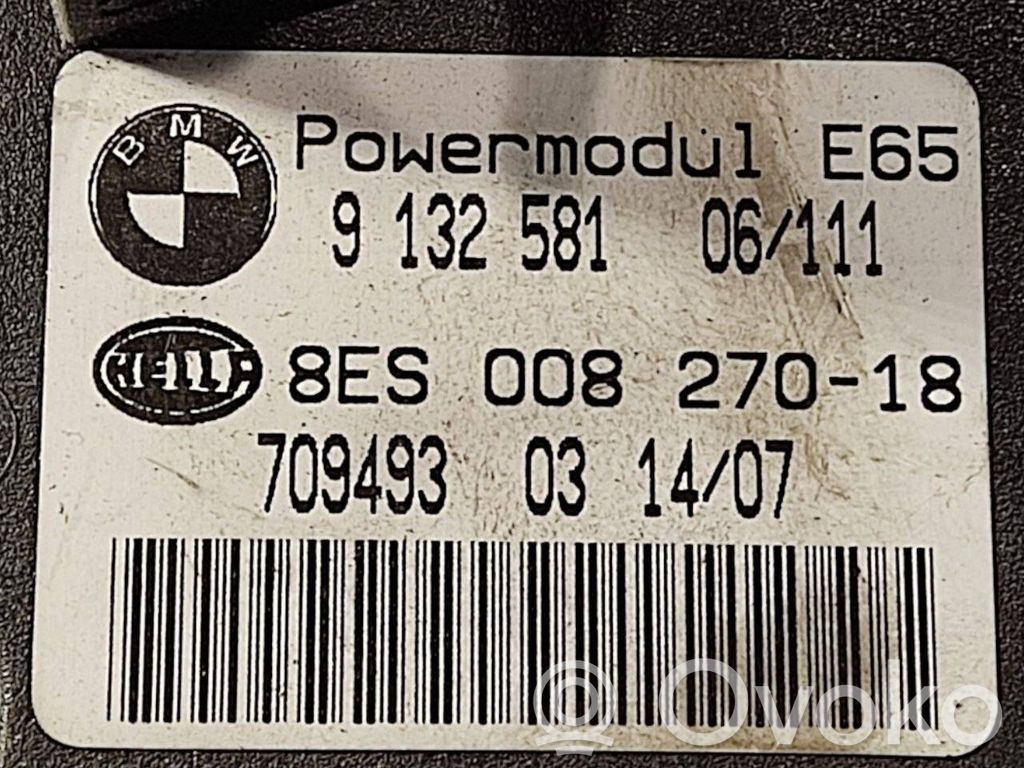 BMW
Powermodul E65
9 132 581 06/111
HELLA
8ES 008 270-18
709493 03 14/07
Ovoko